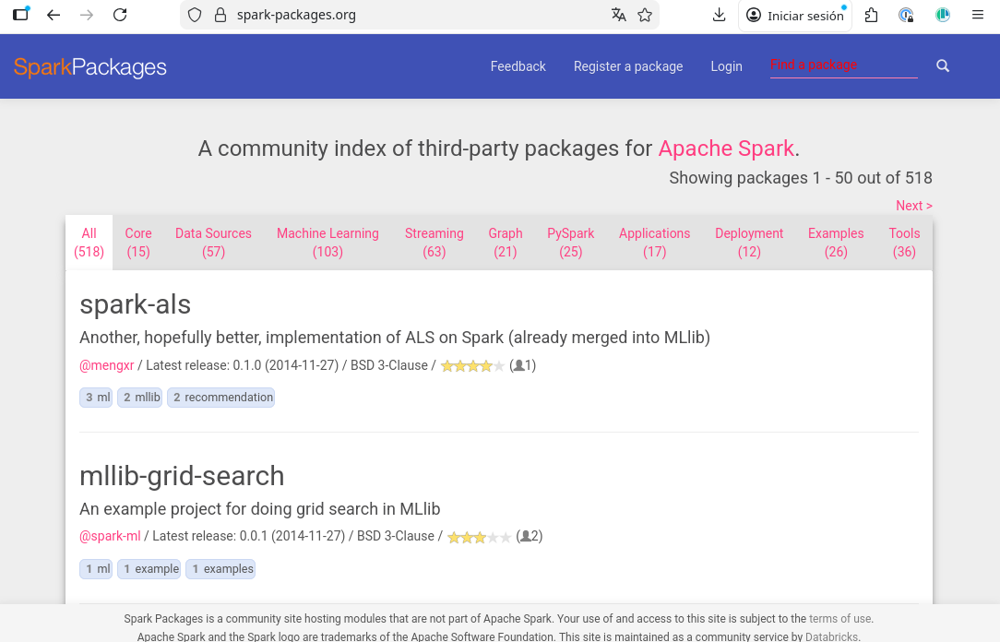 spark-packages.org
Iniciar sesión
SparkPackages
Feedback
Register a package
Login
Find a package
A community index of third-party packages for Apache Spark.
Showing packages 1 - 50 out of 518
Next >
All (518)
Core (15)
Data Sources (57)
Machine Learning (103)
Streaming (63)
Graph (21)
PySpark (25)
Applications (17)
Deployment (12)
Examples (26)
Tools (36)
spark-als
Another, hopefully better, implementation of ALS on Spark (already merged into MLlib)
@mengxr / Latest release: 0.1.0 (2014-11-27) / BSD 3-Clause / (1)
3 ml 2 mllib 2 recommendation
mllib-grid-search
An example project for doing grid search in MLlib
@spark-ml / Latest release: 0.0.1 (2014-11-27) / BSD 3-Clause / (2)
1 ml 1 example 1 examples
Spark Packages is a community site hosting modules that are not part of Apache Spark. Your use of and access to this site is subject to the terms of use.
Apache Spark and the Spark logo are trademarks of the Apache Software Foundation. This site is maintained as a community service by Databricks.